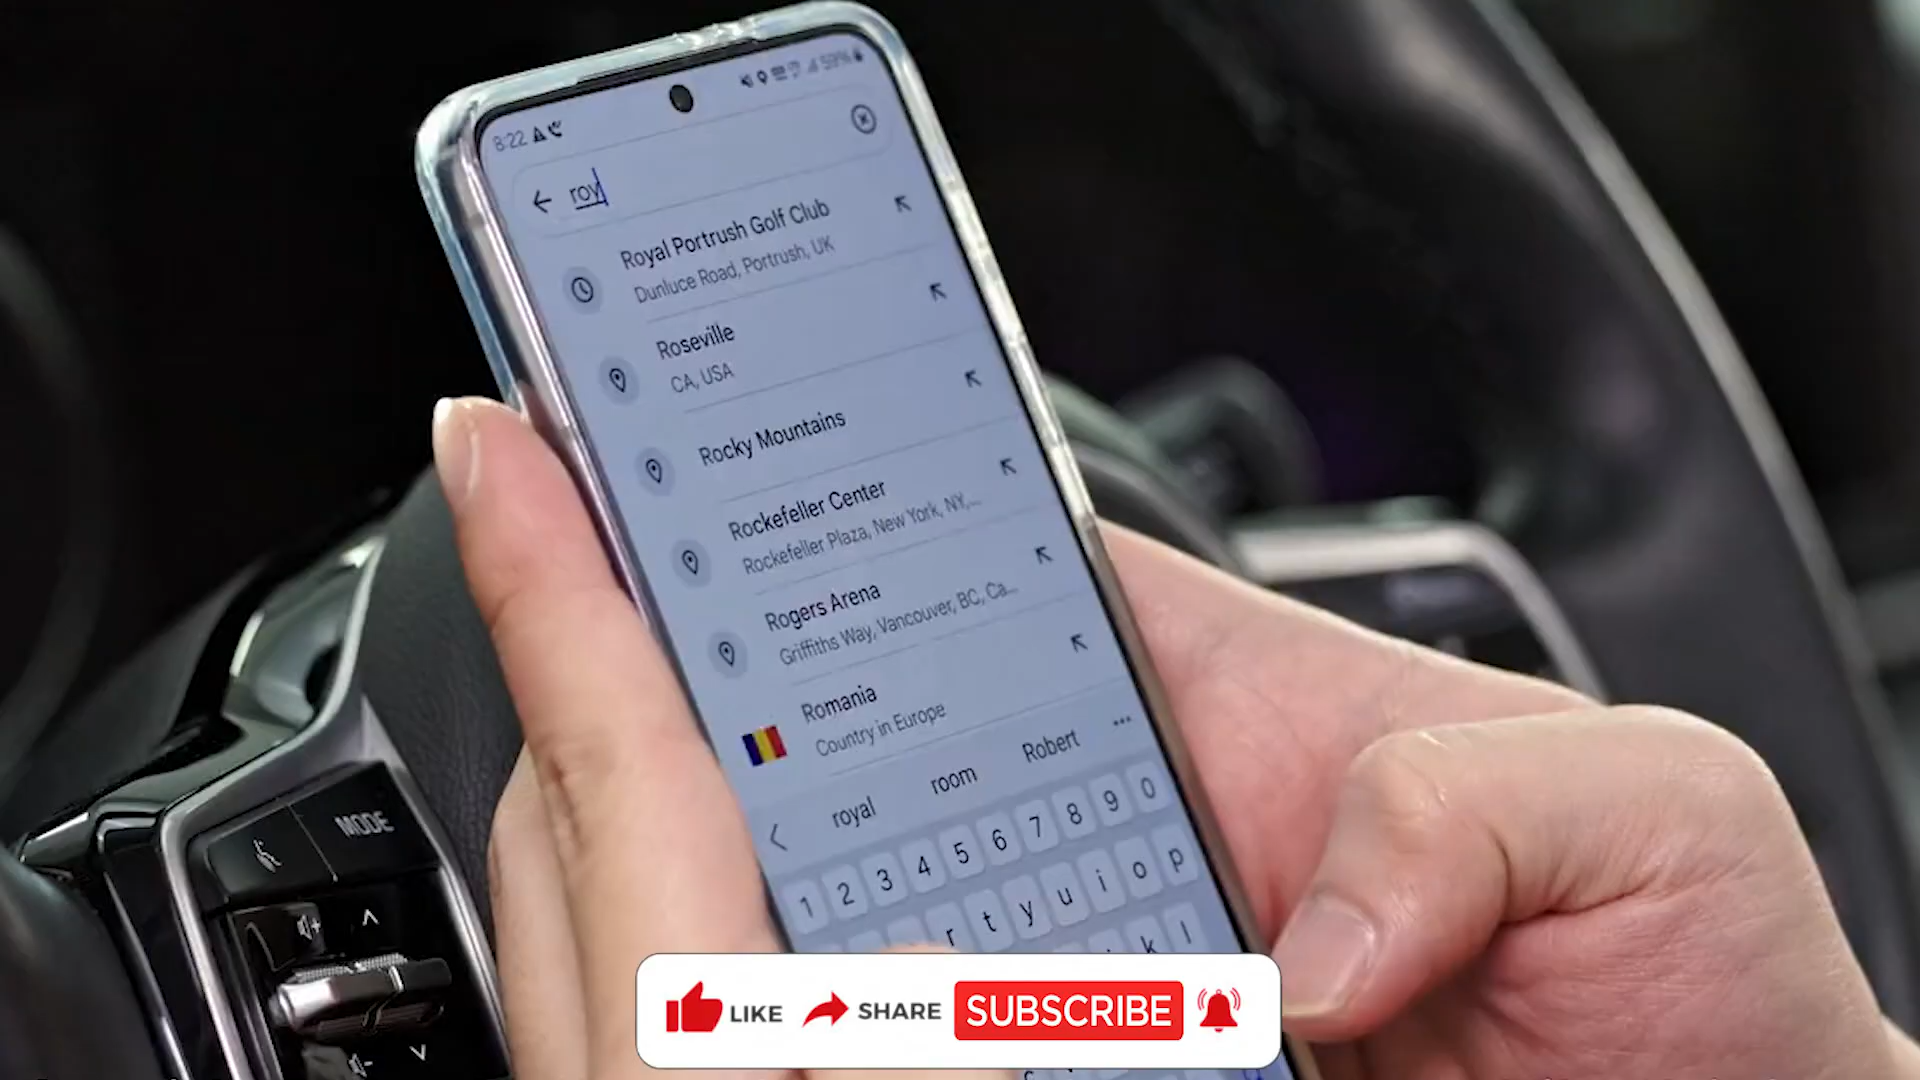 8:22
59%
roy
Royal Portrush Golf Club
Dunluce Road, Portrush, UK
Roseville
CA, USA
Rocky Mountains
Rockefeller Center
Rockefeller Plaza, New York, NY,...
Rogers Arena
Griffiths Way, Vancouver, BC, Ca...
Romania
Country in Europe
royal room Robert ...
1 2 3 4 5 6 7 8 9 0
r t y u i o p
k l
MODE
LIKE SHARE SUBSCRIBE